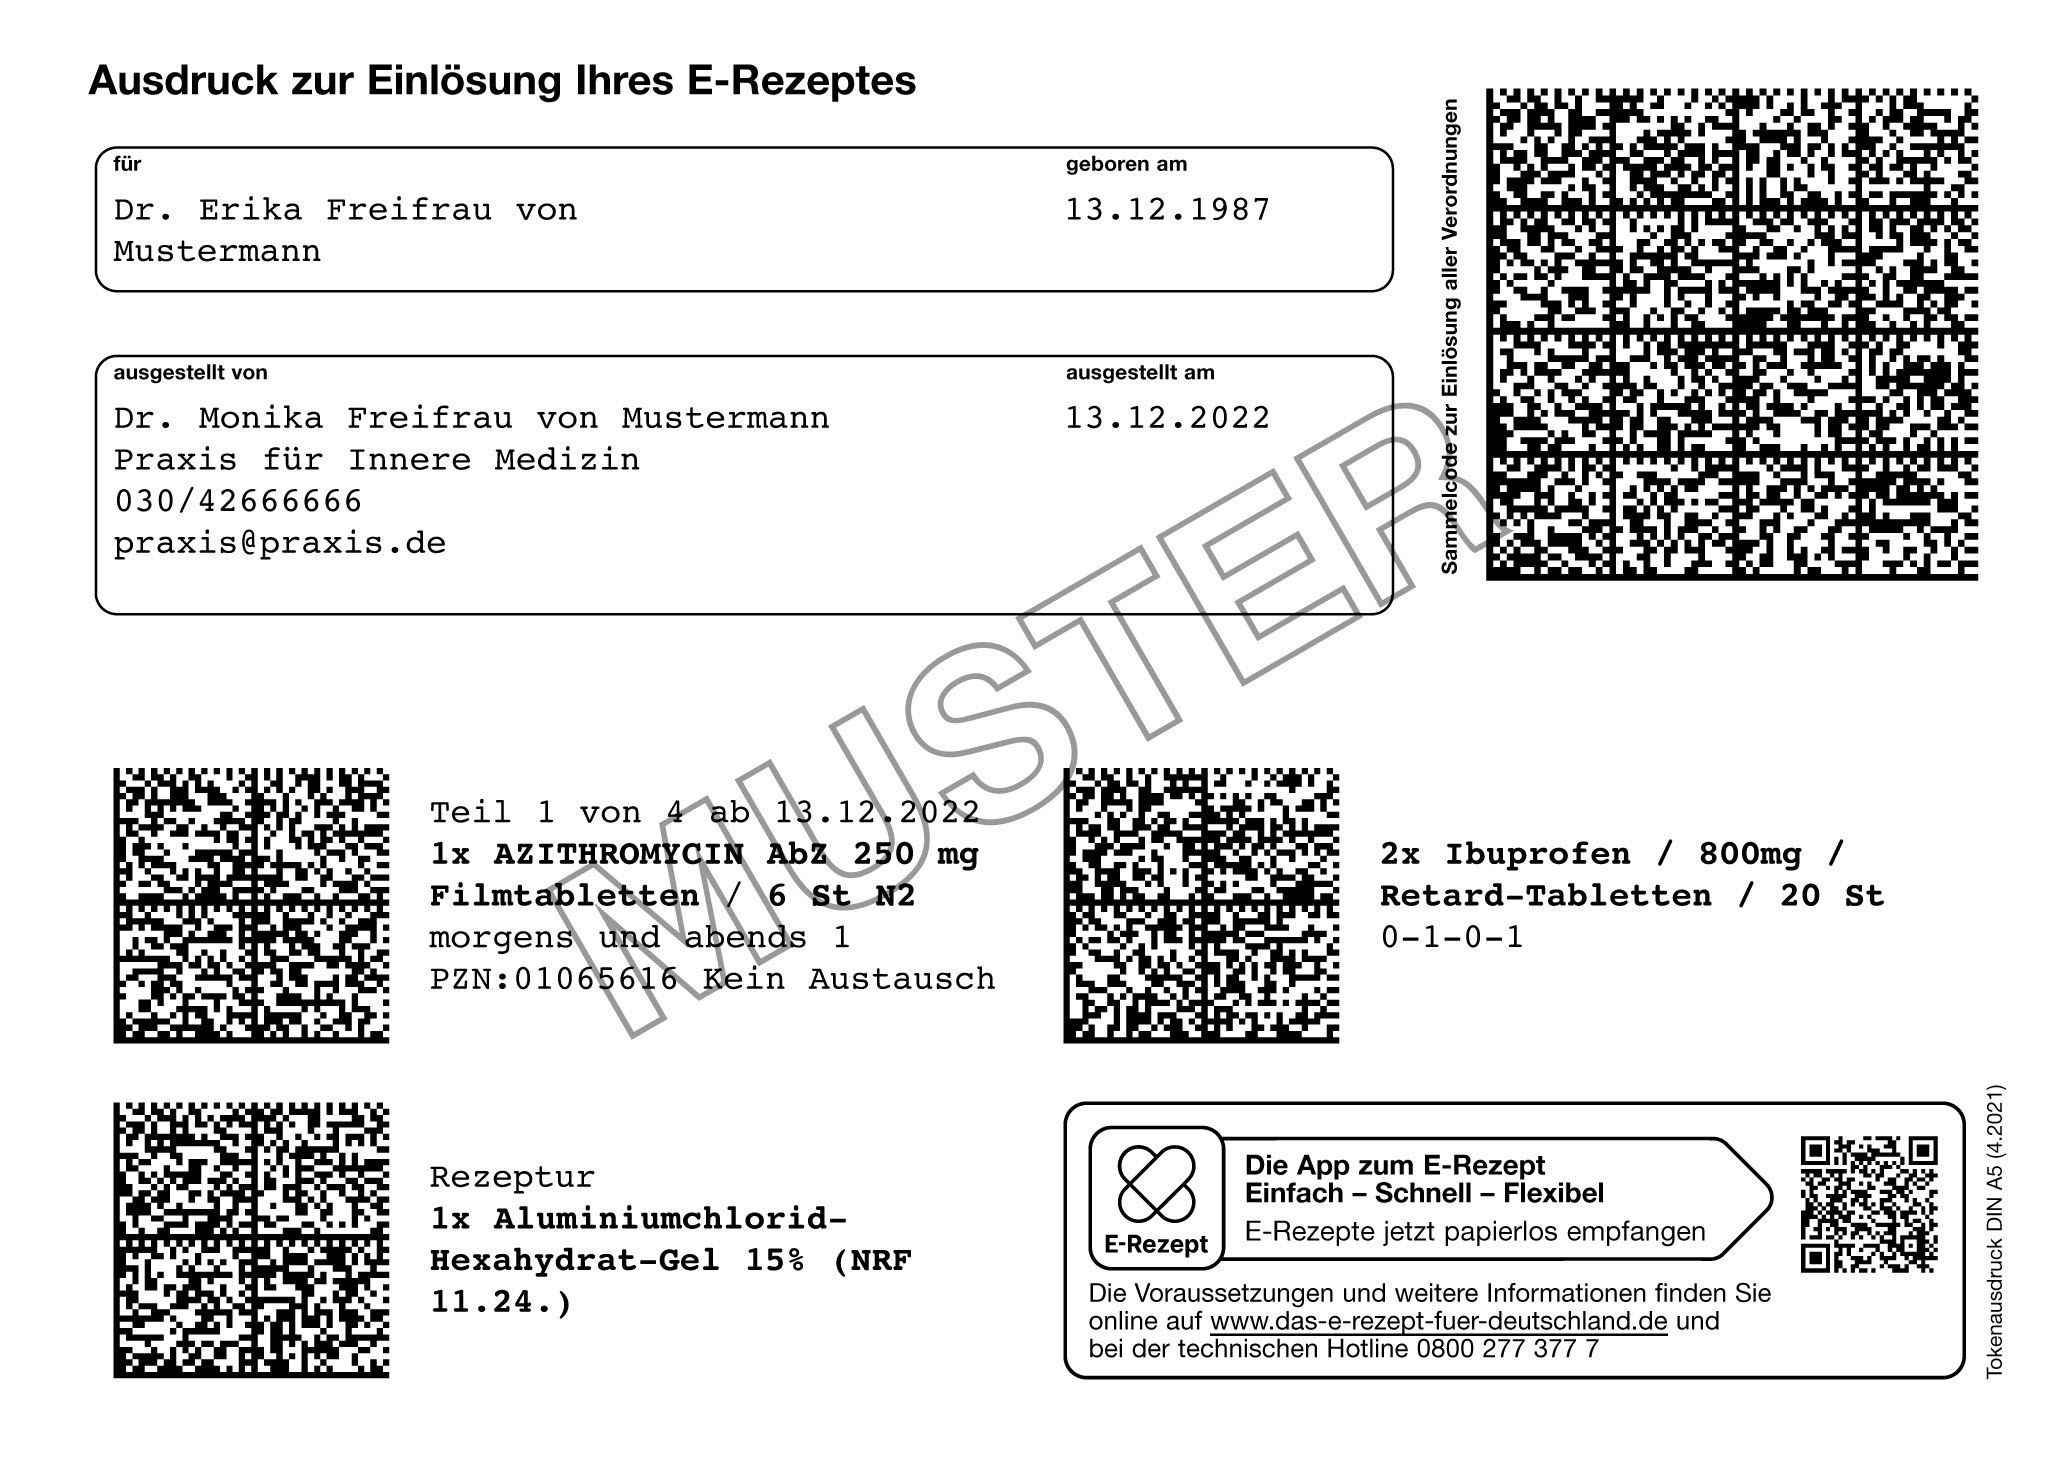 Ausdruck zur Einlösung Ihres E-Rezeptes
für
geboren am
Dr. Erika Freifrau von
Mustermann
13.12.1987
ausgestellt von
ausgestellt am
Dr. Monika Freifrau von Mustermann
13.12.2022
Praxis für Innere Medizin
030/42666666
praxis@praxis.de
Sammelcode zur Einlösung aller Verordnungen
MUSTER
Teil 1 von 4 ab 13.12.2022
1x AZITHROMYCIN AbZ 250 mg
Filmtabletten / 6 St N2
morgens und abends 1
PZN:01065616 Kein Austausch
2x Ibuprofen / 800mg /
Retard-Tabletten / 20 St
0-1-0-1
Rezeptur
1x Aluminiumchlorid-
Hexahydrat-Gel 15% (NRF
11.24.)
E-Rezept
Die App zum E-Rezept
Einfach – Schnell – Flexibel
E-Rezepte jetzt papierlos empfangen
Die Voraussetzungen und weitere Informationen finden Sie
online auf www.das-e-rezept-fuer-deutschland.de und
bei der technischen Hotline 0800 277 377 7
Tokenausdruck DIN A5 (4.2021)